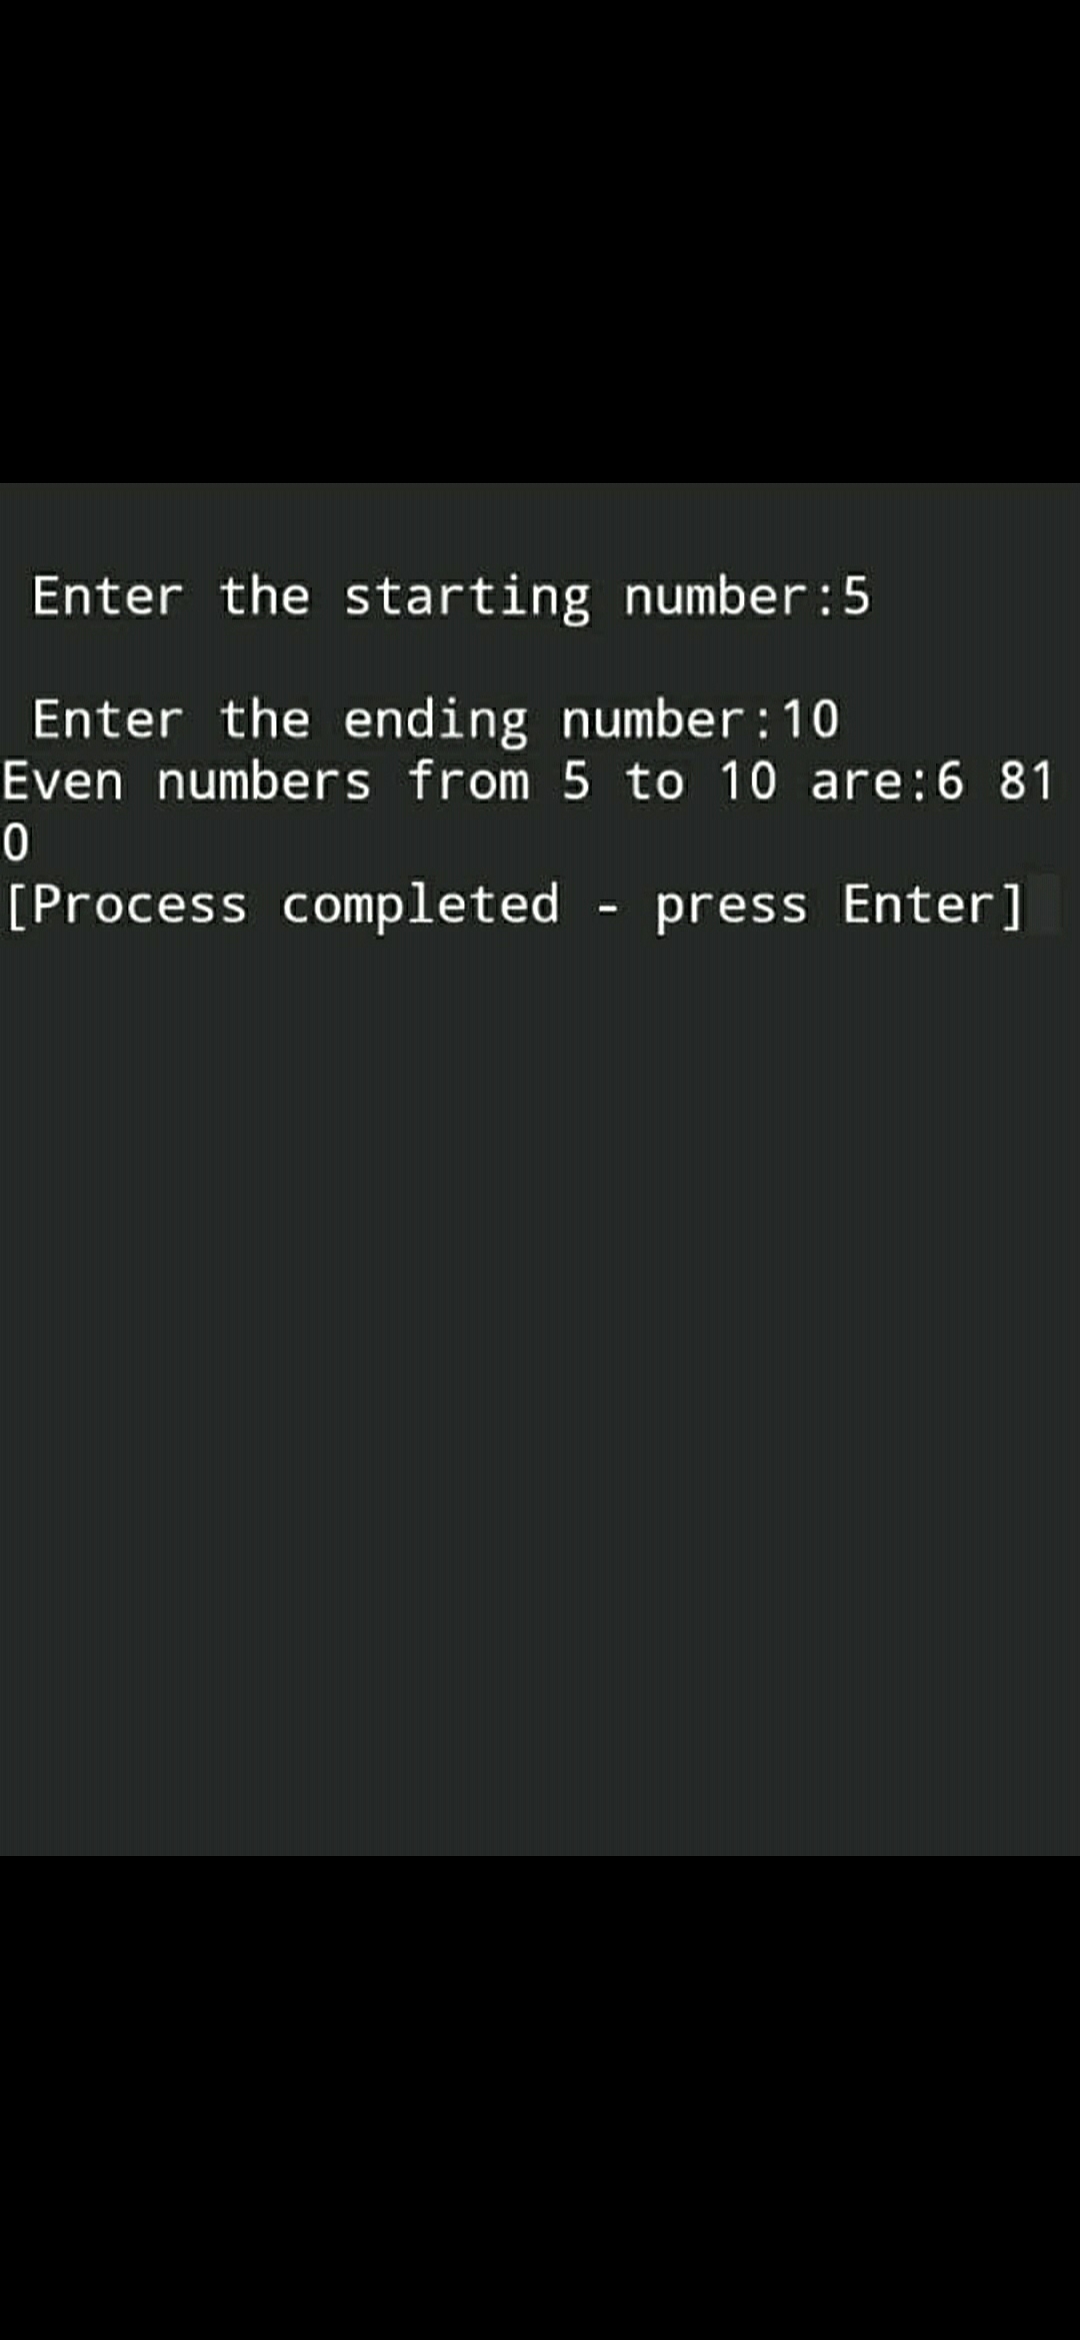 Enter the starting number:5
Enter the ending number:10
Even numbers from 5 to 10 are:6 81
0
[Process completed - press Enter]